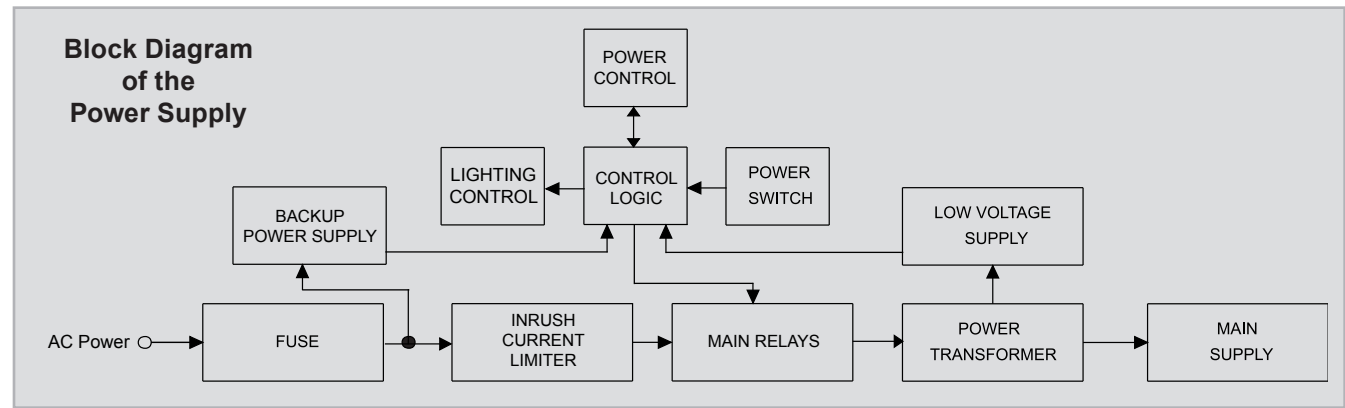 Block Diagram
of the
Power Supply
POWER
CONTROL
LIGHTING
CONTROL
CONTROL
LOGIC
POWER
SWITCH
BACKUP
POWER SUPPLY
LOW VOLTAGE
SUPPLY
AC Power
FUSE
INRUSH
CURRENT
LIMITER
MAIN RELAYS
POWER
TRANSFORMER
MAIN
SUPPLY